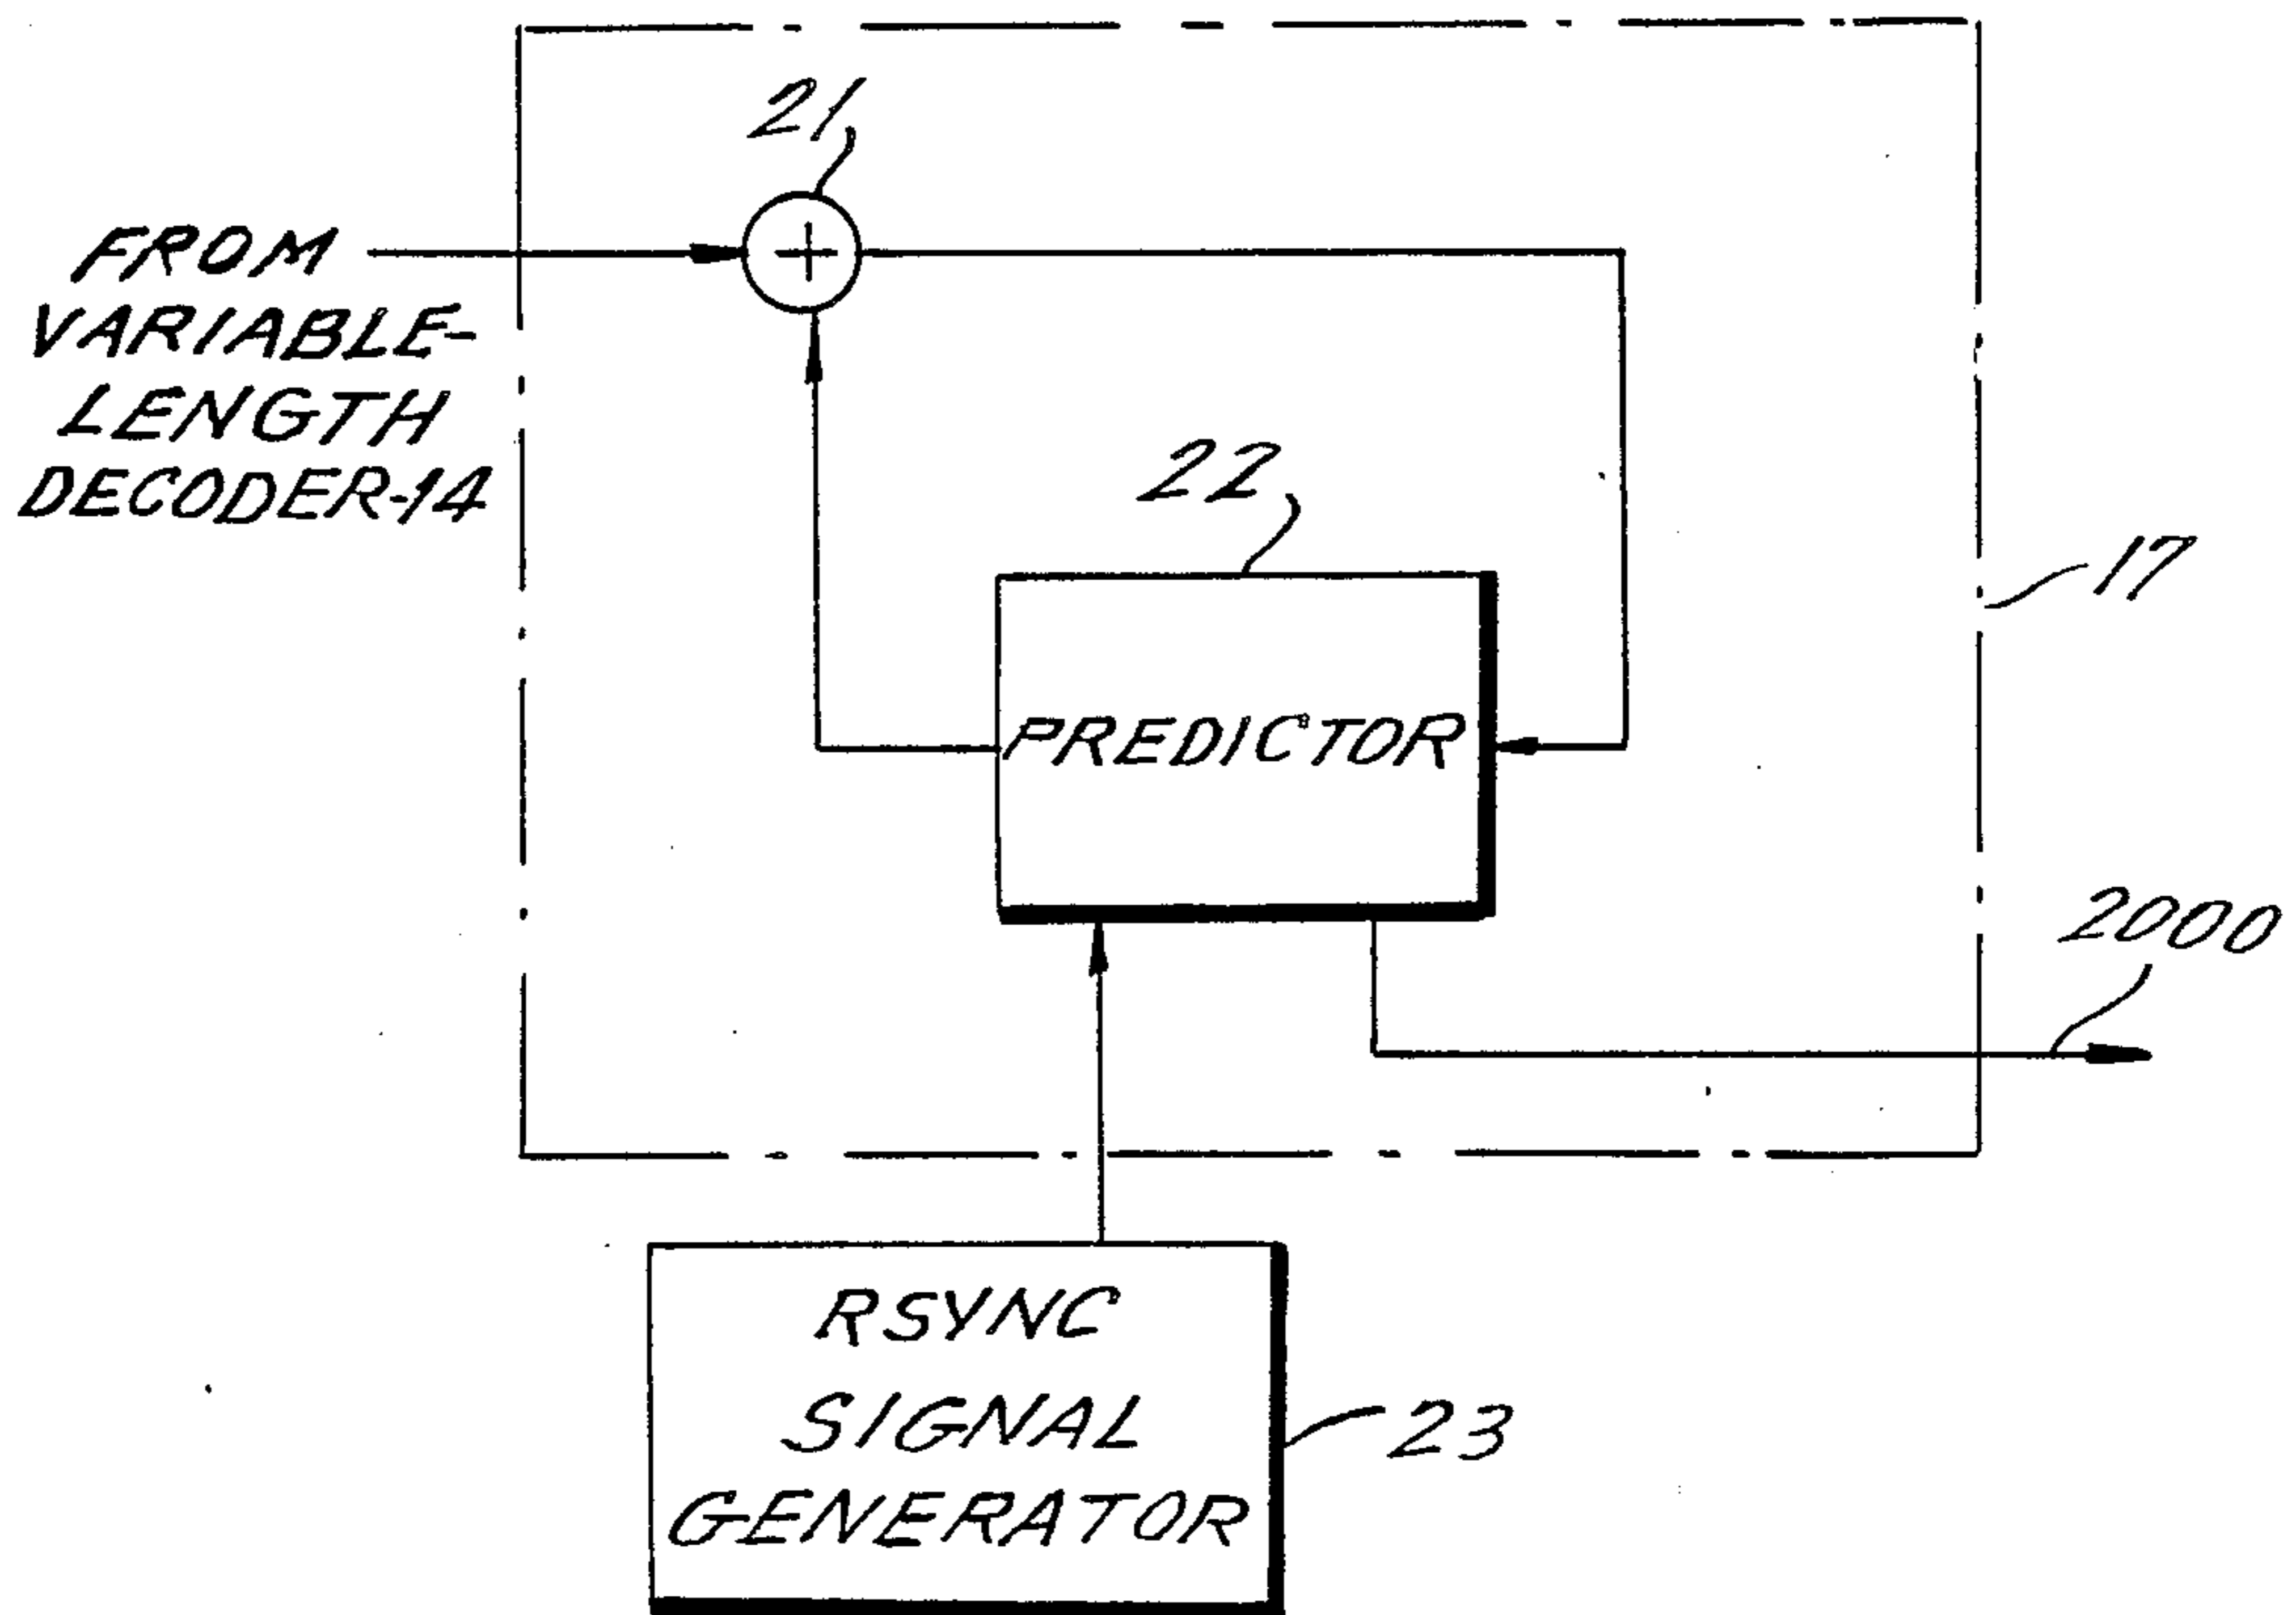 21
FROM
VARIABLE-
LENGTH
DECODER-14
+
22
17
PREDICTOR
2000
RSYNC
SIGNAL
GENERATOR
23